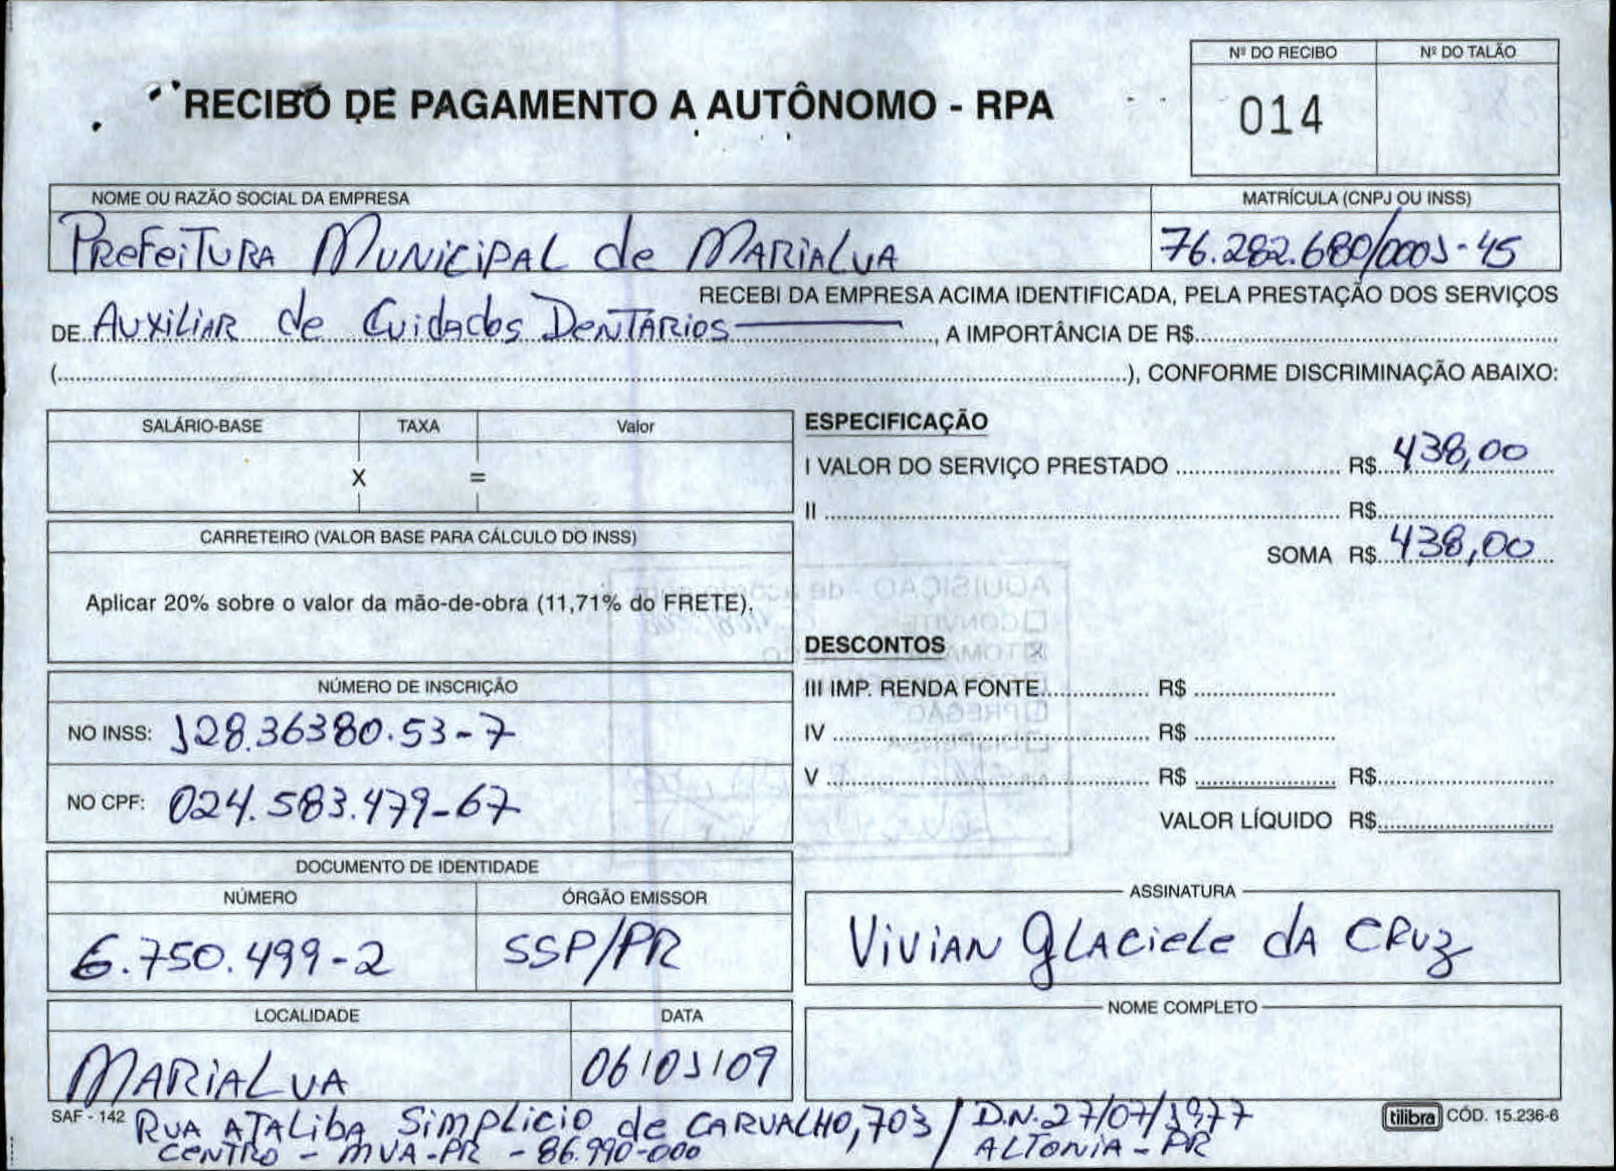 Nº DO RECIBO Nº DO TALÃO
RECIBO DE PAGAMENTO A AUTÔNOMO - RPA
014
NOME OU RAZÃO SOCIAL DA EMPRESA MATRÍCULA (CNPJ OU INSS)
PREFEITURA MUNICIPAL de MARIALVA 76.282.680/0001-45
RECEBI DA EMPRESA ACIMA IDENTIFICADA, PELA PRESTAÇÃO DOS SERVIÇOS
DE AUXILIAR de Cuidados DENTÁRIOS, A IMPORTÂNCIA DE R$
(), CONFORME DISCRIMINAÇÃO ABAIXO:
SALÁRIO-BASE TAXA Valor
X =
CARRETEIRO (VALOR BASE PARA CÁLCULO DO INSS)
Aplicar 20% sobre o valor da mão-de-obra (11,71% do FRETE).
NÚMERO DE INSCRIÇÃO
NO INSS: 128.36380.53-7
NO CPF: 024.583.479-67
DOCUMENTO DE IDENTIDADE
NÚMERO ÓRGÃO EMISSOR
6.750.499-2 SSP/PR
LOCALIDADE DATA
MARIALVA 06/01/09
ESPECIFICAÇÃO
I VALOR DO SERVIÇO PRESTADO R$ 438,00
II R$
SOMA R$ 438,00
DESCONTOS
III IMP. RENDA FONTE R$
IV R$
V R$ R$
VALOR LÍQUIDO R$
ASSINATURA
VIVIAN GLACIELE DA CRUZ
NOME COMPLETO
SAF - 142 RUA ATALIBA SIMPLICIO de CARVALHO, 703 / D.N. 27/07/1977
CENTRO - MVA-PR - 86.990-000 / ALTONIA - PR
tilibra CÓD. 15.236-6